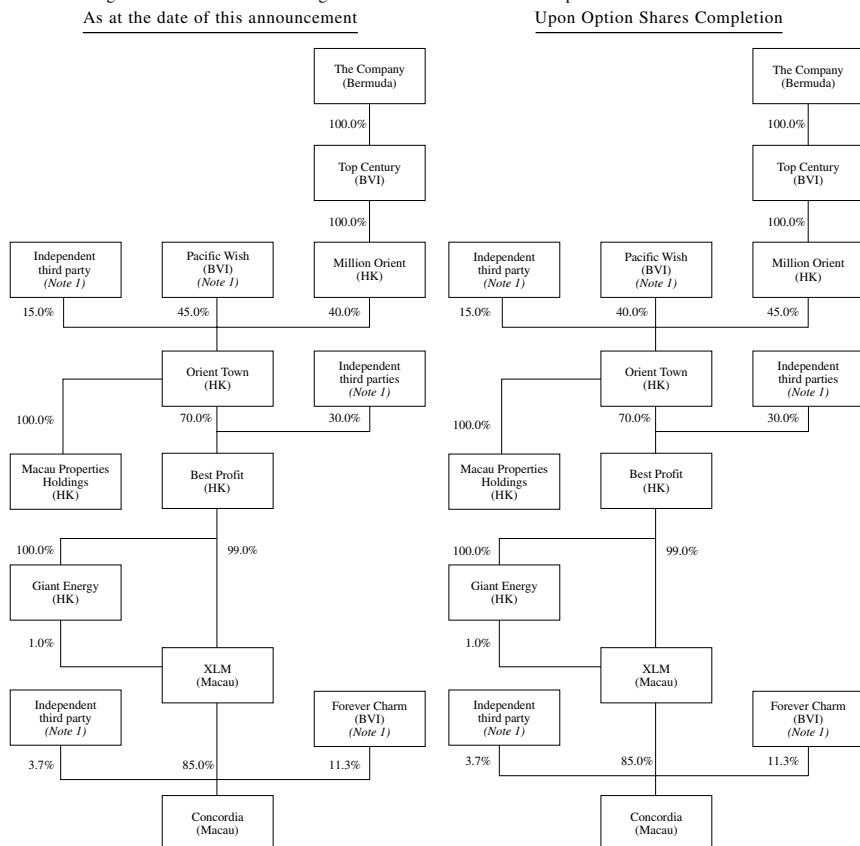 As at the date of this announcement
The Company
(Bermuda)
100.0%
Top Century
(BVI)
100.0%
Independent
third party
(Note 1)
Pacific Wish
(BVI)
(Note 1)
Million Orient
(HK)
15.0%
45.0%
40.0%
Orient Town
(HK)
Independent
third parties
(Note 1)
100.0%
70.0%
30.0%
Macau Properties
Holdings
(HK)
Best Profit
(HK)
100.0%
99.0%
Giant Energy
(HK)
1.0%
XLM
(Macau)
Independent
third party
(Note 1)
Forever Charm
(BVI)
(Note 1)
3.7%
85.0%
11.3%
Concordia
(Macau)
Upon Option Shares Completion
The Company
(Bermuda)
100.0%
Top Century
(BVI)
100.0%
Independent
third party
(Note 1)
Pacific Wish
(BVI)
(Note 1)
Million Orient
(HK)
15.0%
40.0%
45.0%
Orient Town
(HK)
Independent
third parties
(Note 1)
100.0%
70.0%
30.0%
Macau Properties
Holdings
(HK)
Best Profit
(HK)
100.0%
99.0%
Giant Energy
(HK)
1.0%
XLM
(Macau)
Independent
third party
(Note 1)
Forever Charm
(BVI)
(Note 1)
3.7%
85.0%
11.3%
Concordia
(Macau)